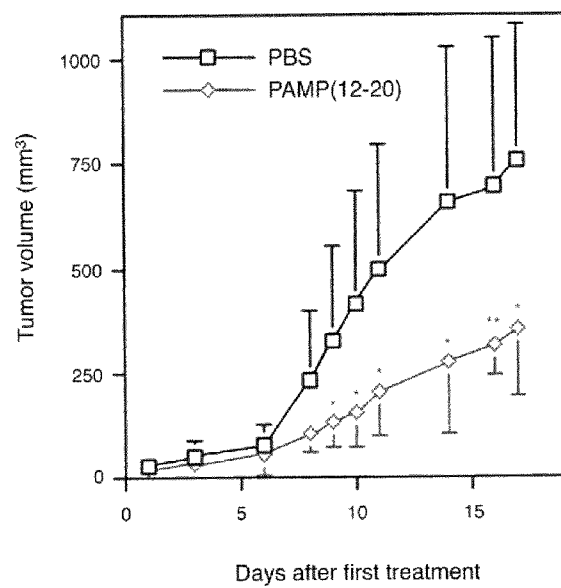 PBS
PAMP(12-20)
Tumor volume (mm³)
1000
750
500
250
0
* * * * * ** *
0 5 10 15
Days after first treatment